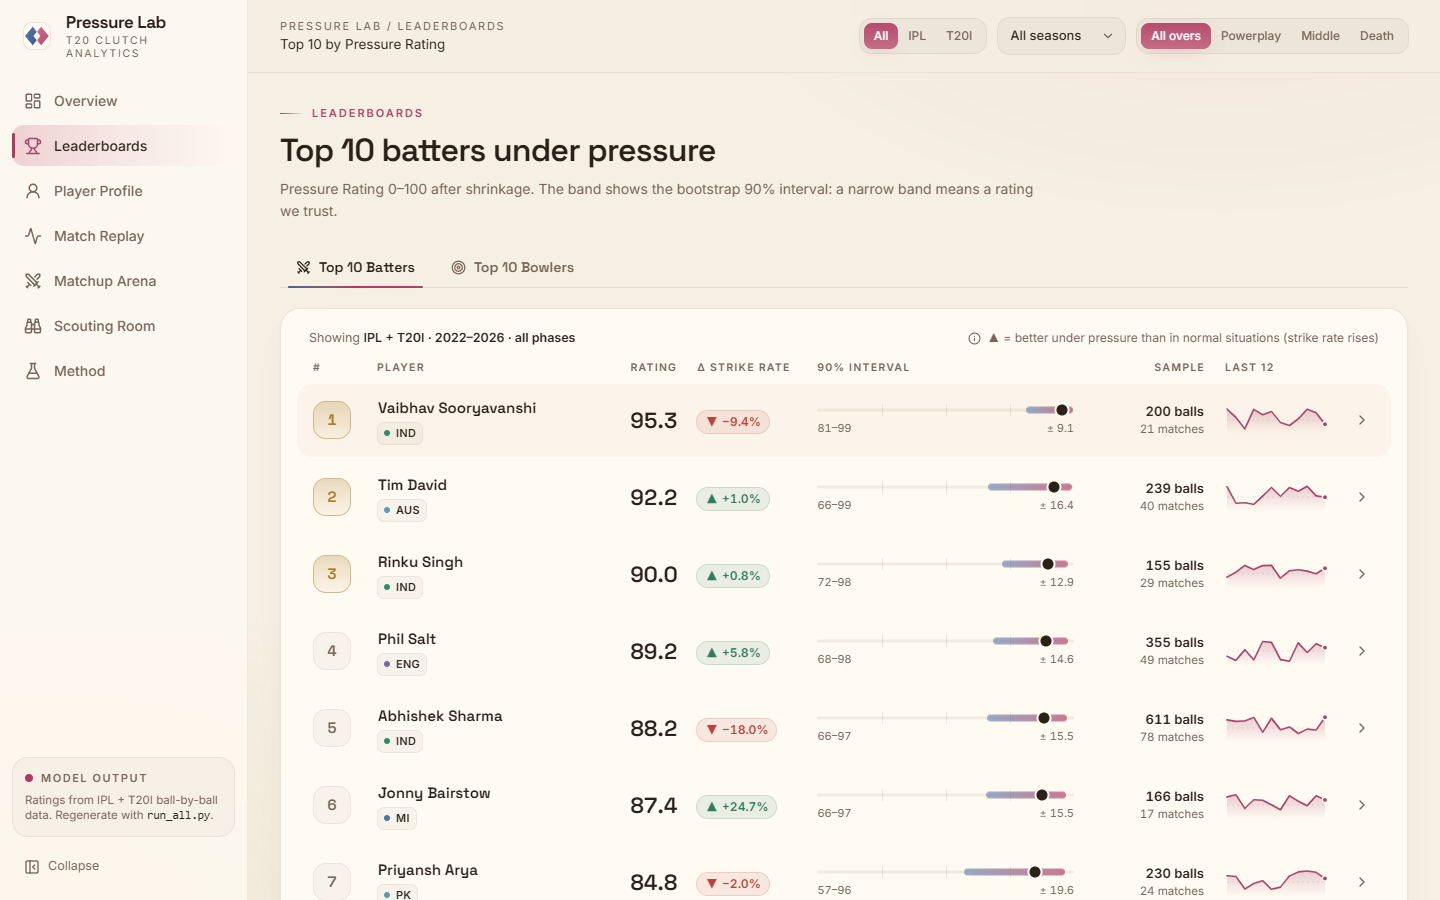 Pressure Lab
T20 CLUTCH
ANALYTICS
Overview
Leaderboards
Player Profile
Match Replay
Matchup Arena
Scouting Room
Method
MODEL OUTPUT
Ratings from IPL + T20I ball-by-ball
data. Regenerate with run_all.py.
Collapse
PRESSURE LAB / LEADERBOARDS
Top 10 by Pressure Rating
All IPL T20I
All seasons
All overs Powerplay Middle Death
LEADERBOARDS
Top 10 batters under pressure
Pressure Rating 0–100 after shrinkage. The band shows the bootstrap 90% interval: a narrow band means a rating
we trust.
Top 10 Batters Top 10 Bowlers
Showing IPL + T20I · 2022–2026 · all phases
▲ = better under pressure than in normal situations (strike rate rises)
# PLAYER RATING Δ STRIKE RATE 90% INTERVAL SAMPLE LAST 12
1 Vaibhav Sooryavanshi 95.3 ▼ −9.4% 200 balls
IND 81–99 ± 9.1 21 matches
2 Tim David 92.2 ▲ +1.0% 239 balls
AUS 66–99 ± 16.4 40 matches
3 Rinku Singh 90.0 ▲ +0.8% 155 balls
IND 72–98 ± 12.9 29 matches
4 Phil Salt 89.2 ▲ +5.8% 355 balls
ENG 68–98 ± 14.6 49 matches
5 Abhishek Sharma 88.2 ▼ −18.0% 611 balls
IND 66–97 ± 15.5 78 matches
6 Jonny Bairstow 87.4 ▲ +24.7% 166 balls
MI 66–97 ± 15.5 17 matches
7 Priyansh Arya 84.8 ▼ −2.0% 230 balls
PK 57–96 ± 19.6 24 matches